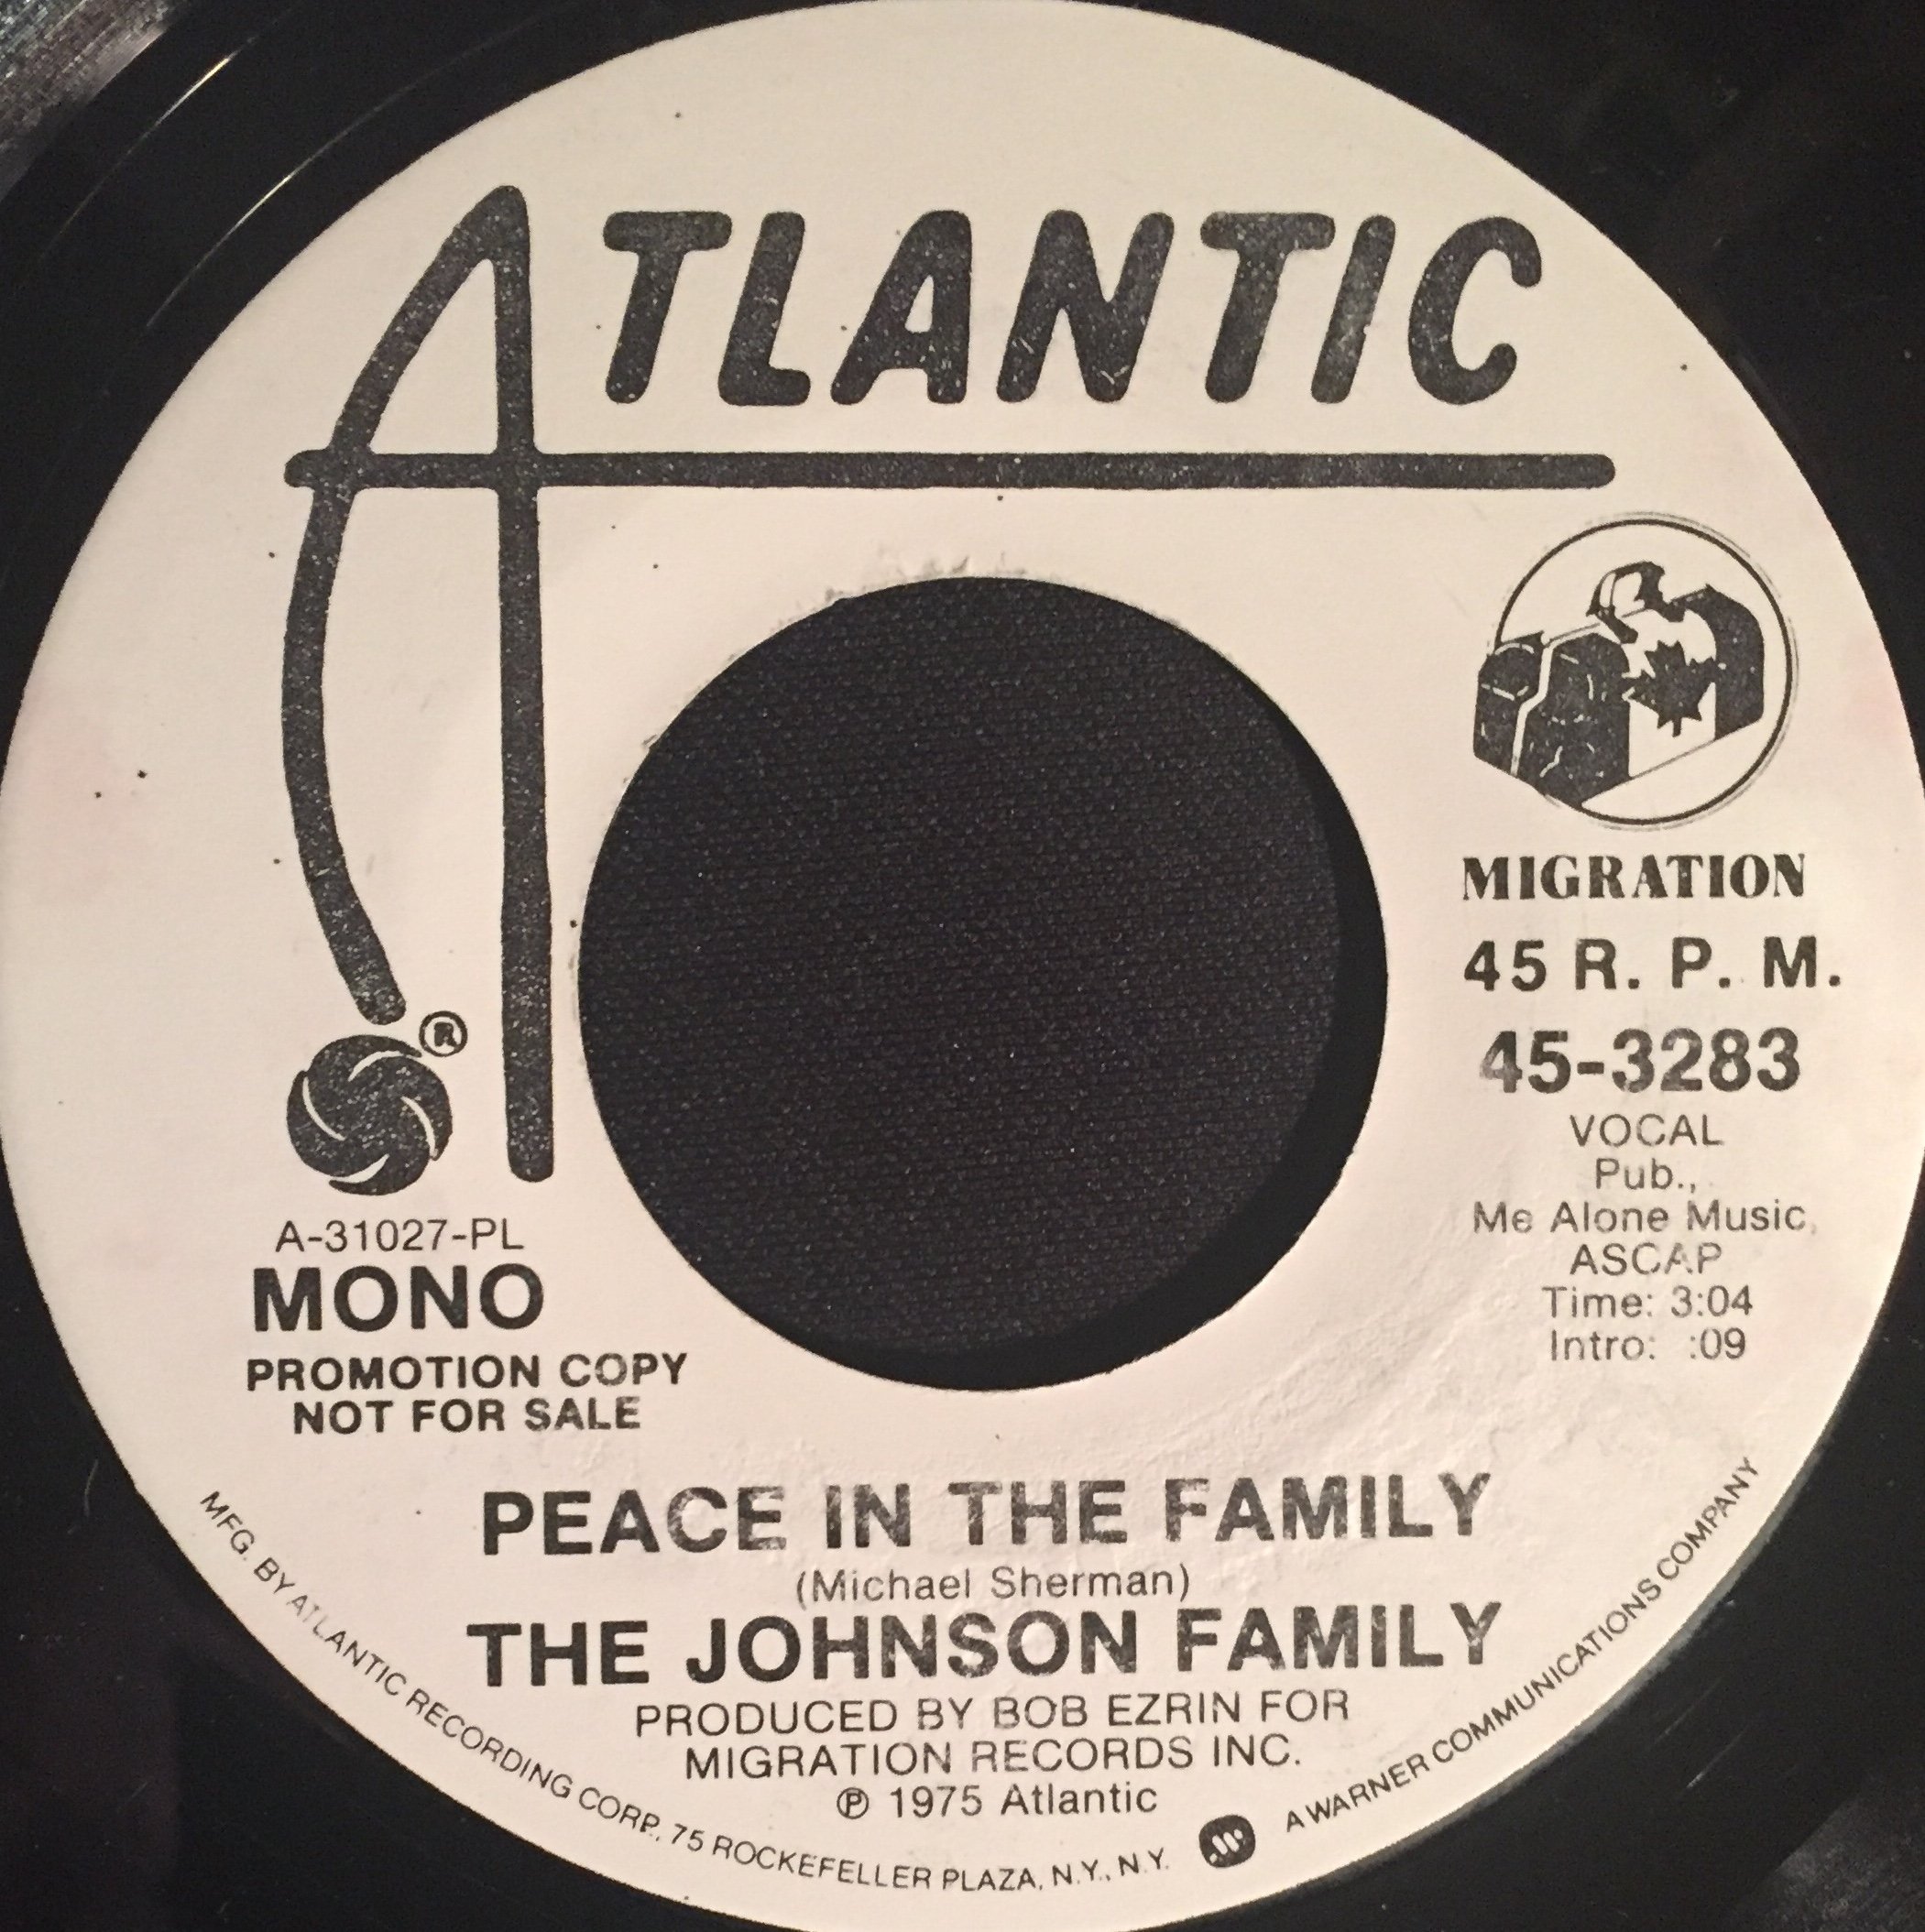 ATLANTIC
®
MIGRATION
45 R. P. M.
45-3283
VOCAL
Pub.,
Me Alone Music,
ASCAP
Time: 3:04
Intro: :09
A-31027-PL
MONO
PROMOTION COPY
NOT FOR SALE
PEACE IN THE FAMILY
(Michael Sherman)
THE JOHNSON FAMILY
PRODUCED BY BOB EZRIN FOR
MIGRATION RECORDS INC.
℗ 1975 Atlantic
MFG. BY ATLANTIC RECORDING CORP., 75 ROCKEFELLER PLAZA, N.Y., N.Y. A WARNER COMMUNICATIONS COMPANY